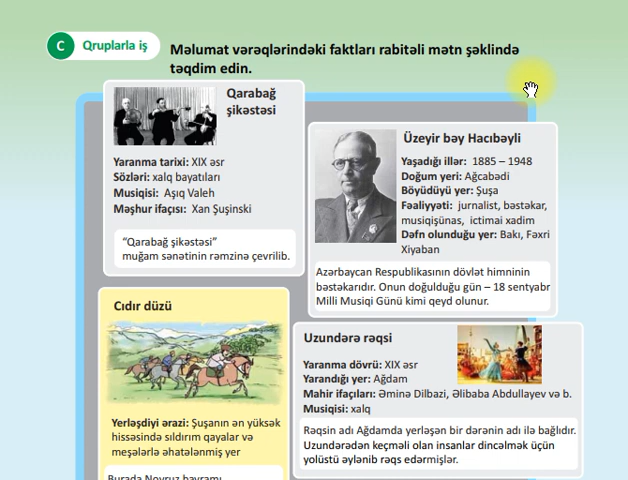 C Qruplarla iş
Məlumat vərəqlərindəki faktları rabitəli mətn şəklində
təqdim edin.
Qarabağ
şikəstəsi
Yaranma tarixi: XIX əsr
Sözləri: xalq bayatıları
Musiqisi: Aşıq Valeh
Məşhur ifaçısı: Xan Şuşinski
“Qarabağ şikəstəsi”
muğam sənətinin rəmzinə çevrilib.
Üzeyir bəy Hacıbəyli
Yaşadığı illər: 1885 – 1948
Doğum yeri: Ağcabədi
Böyüdüyü yer: Şuşa
Fəaliyyəti: jurnalist, bəstəkar,
musiqişünas, ictimai xadim
Dəfn olunduğu yer: Bakı, Fəxri
Xiyaban
Azərbaycan Respublikasının dövlət himninin
bəstəkarıdır. Onun doğulduğu gün – 18 sentyabr
Milli Musiqi Günü kimi qeyd olunur.
Cıdır düzü
Yerləşdiyi ərazi: Şuşanın ən yüksək
hissəsində sıldırım qayalar və
meşələrlə əhatələnmiş yer
Burada Novruz bayramı
Uzundərə rəqsi
Yaranma dövrü: XIX əsr
Yarandığı yer: Ağdam
Mahir ifaçıları: Əminə Dilbazi, Əlibaba Abdullayev və b.
Musiqisi: xalq
Rəqsin adı Ağdamda yerləşən bir dərənin adı ilə bağlıdır.
Uzundərədən keçməli olan insanlar dincəlmək üçün
yolüstü əylənib rəqs edərmişlər.